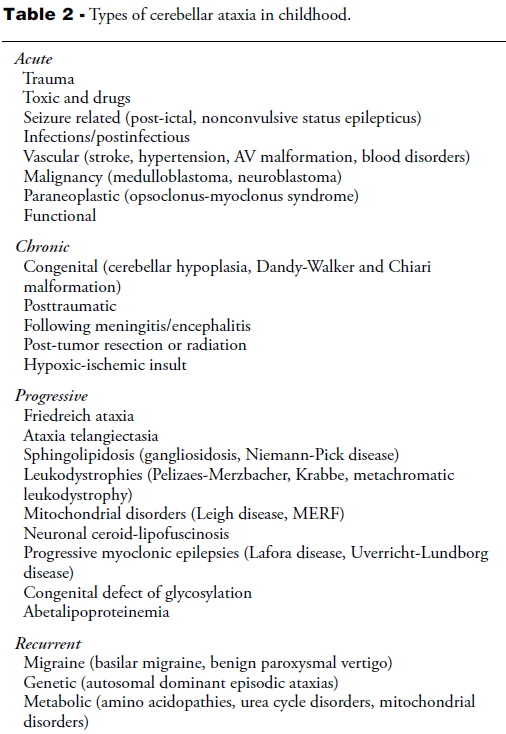 Table 2 - Types of cerebellar ataxia in childhood.
Acute
Trauma
Toxic and drugs
Seizure related (post-ictal, nonconvulsive status epilepticus)
Infections/postinfectious
Vascular (stroke, hypertension, AV malformation, blood disorders)
Malignancy (medulloblastoma, neuroblastoma)
Paraneoplastic (opsoclonus-myoclonus syndrome)
Functional
Chronic
Congenital (cerebellar hypoplasia, Dandy-Walker and Chiari
malformation)
Posttraumatic
Following meningitis/encephalitis
Post-tumor resection or radiation
Hypoxic-ischemic insult
Progressive
Friedreich ataxia
Ataxia telangiectasia
Sphingolipidosis (gangliosidosis, Niemann-Pick disease)
Leukodystrophies (Pelizaes-Merzbacher, Krabbe, metachromatic
leukodystrophy)
Mitochondrial disorders (Leigh disease, MERF)
Neuronal ceroid-lipofuscinosis
Progressive myoclonic epilepsies (Lafora disease, Uverricht-Lundborg
disease)
Congenital defect of glycosylation
Abetalipoproteinemia
Recurrent
Migraine (basilar migraine, benign paroxysmal vertigo)
Genetic (autosomal dominant episodic ataxias)
Metabolic (amino acidopathies, urea cycle disorders, mitochondrial
disorders)